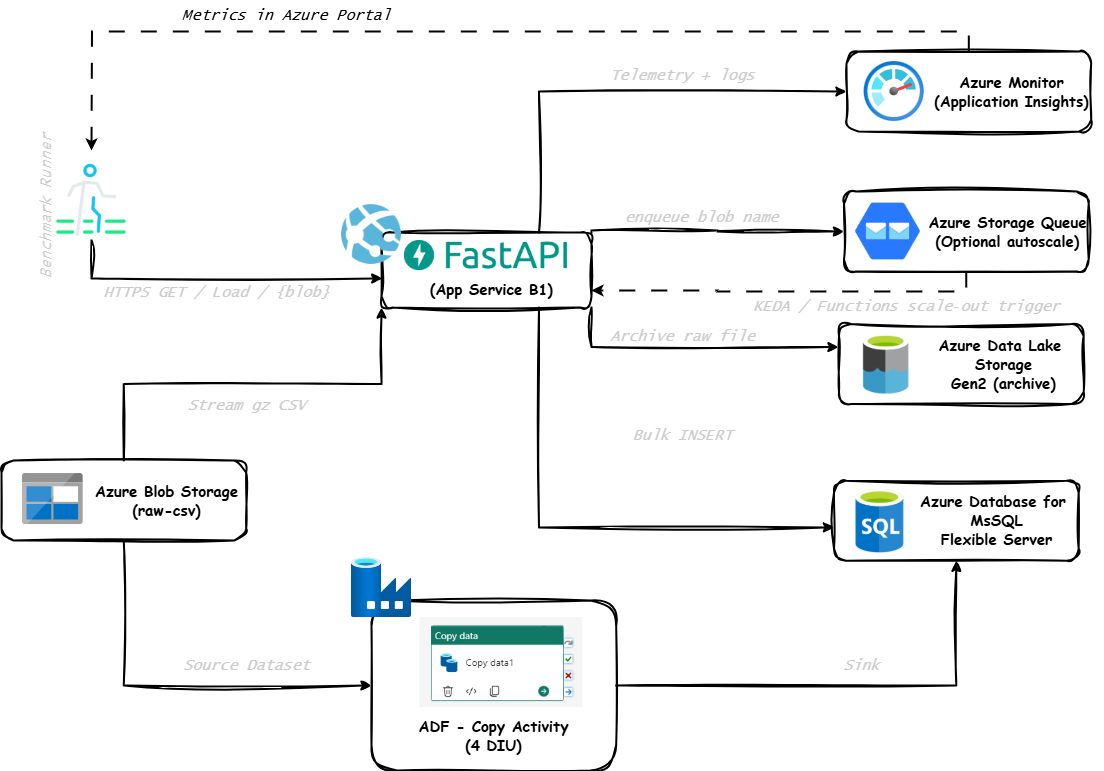 Metrics in Azure Portal
Telemetry + logs
Azure Monitor
(Application Insights)
Benchmark Runner
enqueue blob name
Azure Storage Queue
(Optional autoscale)
FastAPI
(App Service B1)
HTTPS GET / Load / {blob}
KEDA / Functions scale-out trigger
Archive raw file
Azure Data Lake
Storage
Gen2 (archive)
Stream gz CSV
Bulk INSERT
Azure Blob Storage
(raw-csv)
SQL
Azure Database for
MsSQL
Flexible Server
Copy data
Copy data1
Source Dataset
Sink
ADF - Copy Activity
(4 DIU)